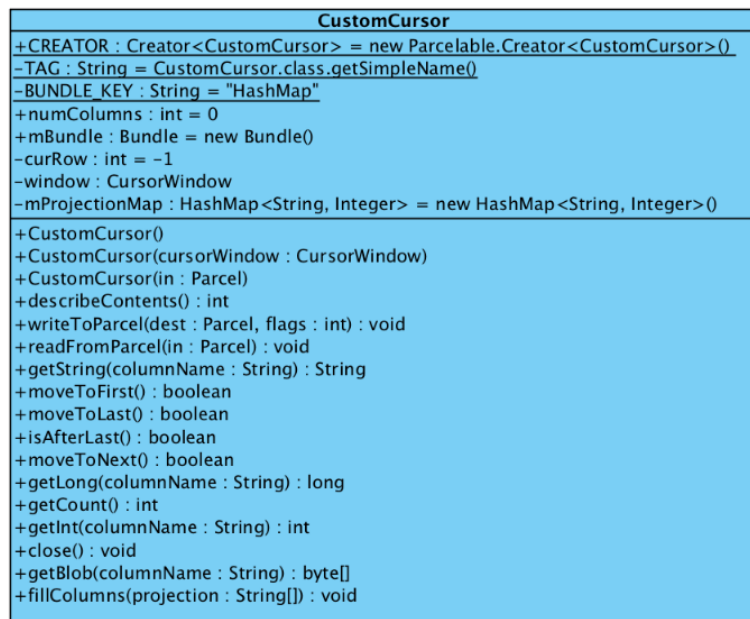 CustomCursor
+CREATOR : Creator<CustomCursor> = new Parcelable.Creator<CustomCursor>()
-TAG : String = CustomCursor.class.getSimpleName()
-BUNDLE_KEY : String = "HashMap"
+numColumns : int = 0
+mBundle : Bundle = new Bundle()
-curRow : int = -1
-window : CursorWindow
-mProjectionMap : HashMap<String, Integer> = new HashMap<String, Integer>()
+CustomCursor()
+CustomCursor(cursorWindow : CursorWindow)
+CustomCursor(in : Parcel)
+describeContents() : int
+writeToParcel(dest : Parcel, flags : int) : void
+readFromParcel(in : Parcel) : void
+getString(columnName : String) : String
+moveToFirst() : boolean
+moveToLast() : boolean
+isAfterLast() : boolean
+moveToNext() : boolean
+getLong(columnName : String) : long
+getCount() : int
+getInt(columnName : String) : int
+close() : void
+getBlob(columnName : String) : byte[]
+fillColumns(projection : String[]) : void